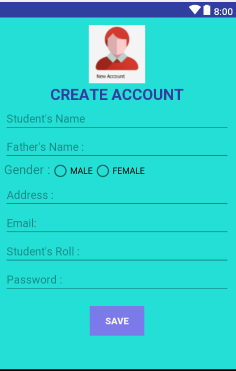 8:00
New Account
CREATE ACCOUNT
Student's Name
Father's Name :
Gender : MALE FEMALE
Address :
Email:
Student's Roll :
Password :
SAVE